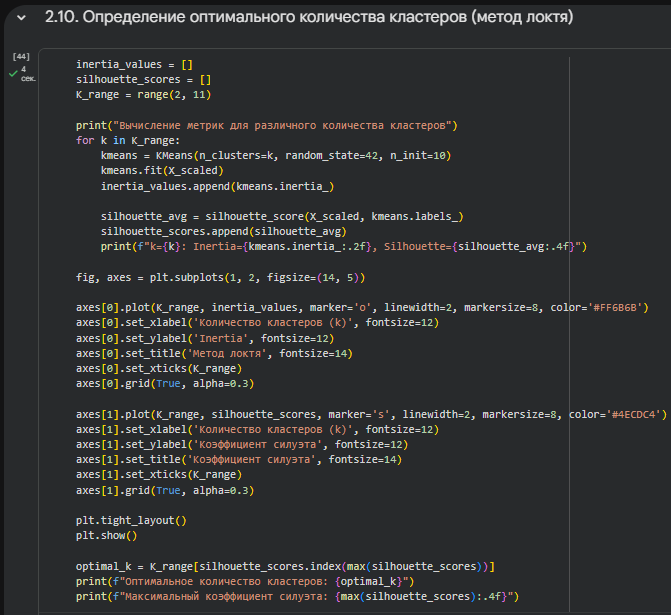 2.10. Определение оптимального количества кластеров (метод локтя)
[44]
4
сек.
inertia_values = []
silhouette_scores = []
K_range = range(2, 11)
print("Вычисление метрик для различного количества кластеров")
for k in K_range:
    kmeans = KMeans(n_clusters=k, random_state=42, n_init=10)
    kmeans.fit(X_scaled)
    inertia_values.append(kmeans.inertia_)
    silhouette_avg = silhouette_score(X_scaled, kmeans.labels_)
    silhouette_scores.append(silhouette_avg)
    print(f"k={k}: Inertia={kmeans.inertia_:.2f}, Silhouette={silhouette_avg:.4f}")
fig, axes = plt.subplots(1, 2, figsize=(14, 5))
axes[0].plot(K_range, inertia_values, marker='o', linewidth=2, markersize=8, color='#FF6B6B')
axes[0].set_xlabel('Количество кластеров (k)', fontsize=12)
axes[0].set_ylabel('Inertia', fontsize=12)
axes[0].set_title('Метод локтя', fontsize=14)
axes[0].set_xticks(K_range)
axes[0].grid(True, alpha=0.3)
axes[1].plot(K_range, silhouette_scores, marker='s', linewidth=2, markersize=8, color='#4ECDC4')
axes[1].set_xlabel('Количество кластеров (k)', fontsize=12)
axes[1].set_ylabel('Коэффициент силуэта', fontsize=12)
axes[1].set_title('Коэффициент силуэта', fontsize=14)
axes[1].set_xticks(K_range)
axes[1].grid(True, alpha=0.3)
plt.tight_layout()
plt.show()
optimal_k = K_range[silhouette_scores.index(max(silhouette_scores))]
print(f"Оптимальное количество кластеров: {optimal_k}")
print(f"Максимальный коэффициент силуэта: {max(silhouette_scores):.4f}")